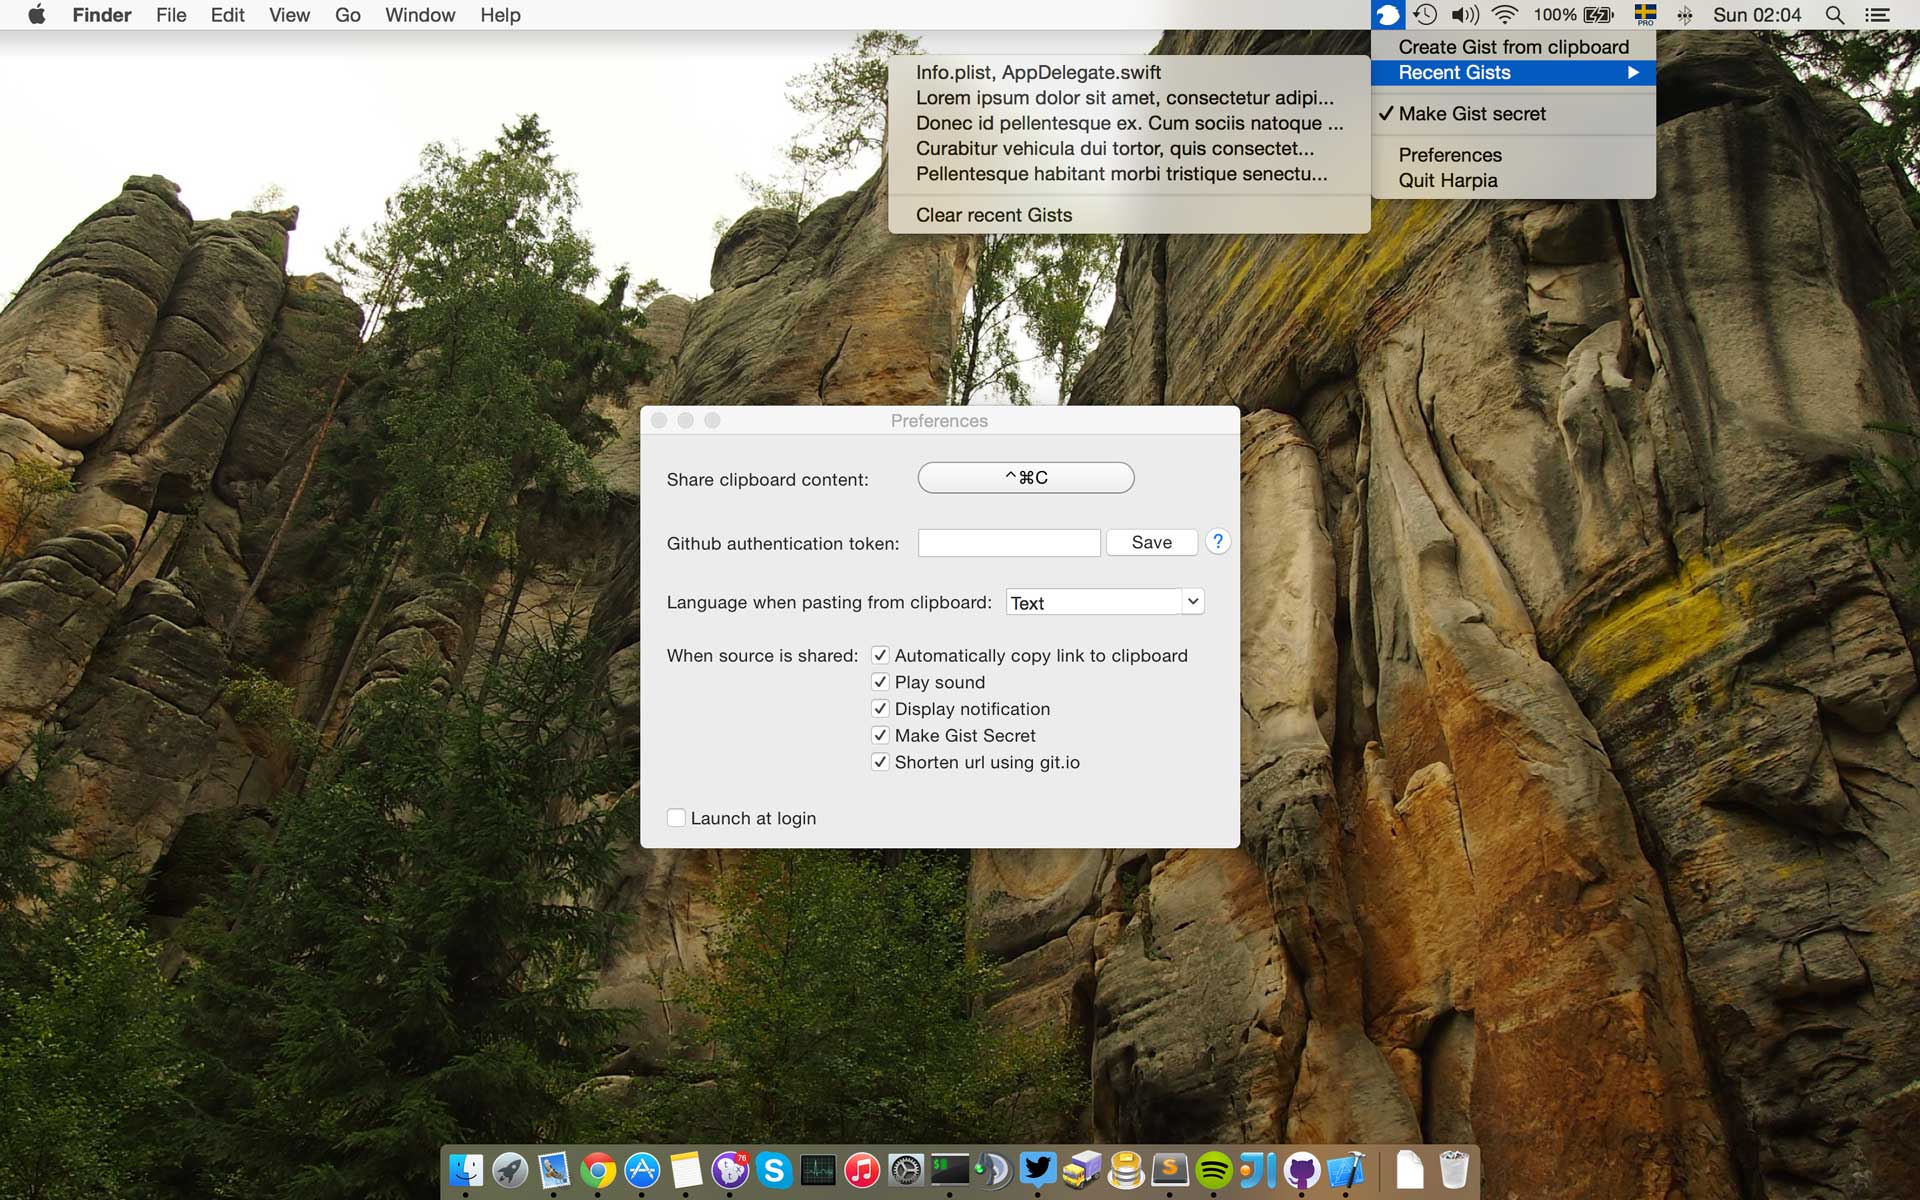 Finder File Edit View Go Window Help 100% PRO Sun 02:04
Create Gist from clipboard
Recent Gists
Make Gist secret
Preferences
Quit Harpia
Info.plist, AppDelegate.swift
Lorem ipsum dolor sit amet, consectetur adipi...
Donec id pellentesque ex. Cum sociis natoque ...
Curabitur vehicula dui tortor, quis consectet...
Pellentesque habitant morbi tristique senectu...
Clear recent Gists
Preferences
Share clipboard content: ^⌘C
Github authentication token: Save ?
Language when pasting from clipboard: Text
When source is shared: Automatically copy link to clipboard
Play sound
Display notification
Make Gist Secret
Shorten url using git.io
Launch at login
76